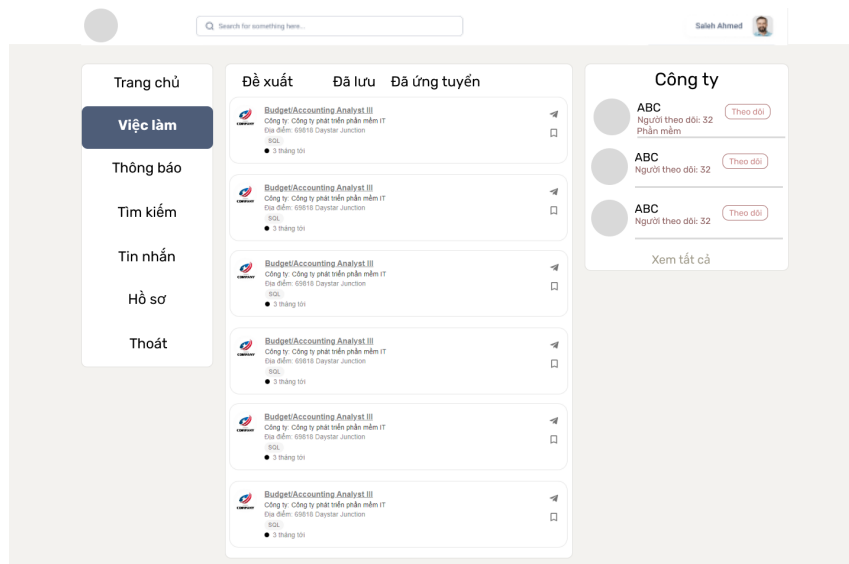 Search for something here...
Saleh Ahmed
Trang chủ
Việc làm
Thông báo
Tìm kiếm
Tin nhắn
Hồ sơ
Thoát
Đề xuất Đã lưu Đã ứng tuyển
COMPANY
Budget/Accounting Analyst III
Công ty: Công ty phát triển phần mềm IT
Địa điểm: 69818 Daystar Junction
SQL
3 tháng tới
COMPANY
Budget/Accounting Analyst III
Công ty: Công ty phát triển phần mềm IT
Địa điểm: 69818 Daystar Junction
SQL
3 tháng tới
COMPANY
Budget/Accounting Analyst III
Công ty: Công ty phát triển phần mềm IT
Địa điểm: 69818 Daystar Junction
SQL
3 tháng tới
COMPANY
Budget/Accounting Analyst III
Công ty: Công ty phát triển phần mềm IT
Địa điểm: 69818 Daystar Junction
SQL
3 tháng tới
COMPANY
Budget/Accounting Analyst III
Công ty: Công ty phát triển phần mềm IT
Địa điểm: 69818 Daystar Junction
SQL
3 tháng tới
COMPANY
Budget/Accounting Analyst III
Công ty: Công ty phát triển phần mềm IT
Địa điểm: 69818 Daystar Junction
SQL
3 tháng tới
Công ty
ABC
Người theo dõi: 32
Phần mềm
Theo dõi
ABC
Người theo dõi: 32
Theo dõi
ABC
Người theo dõi: 32
Theo dõi
Xem tất cả